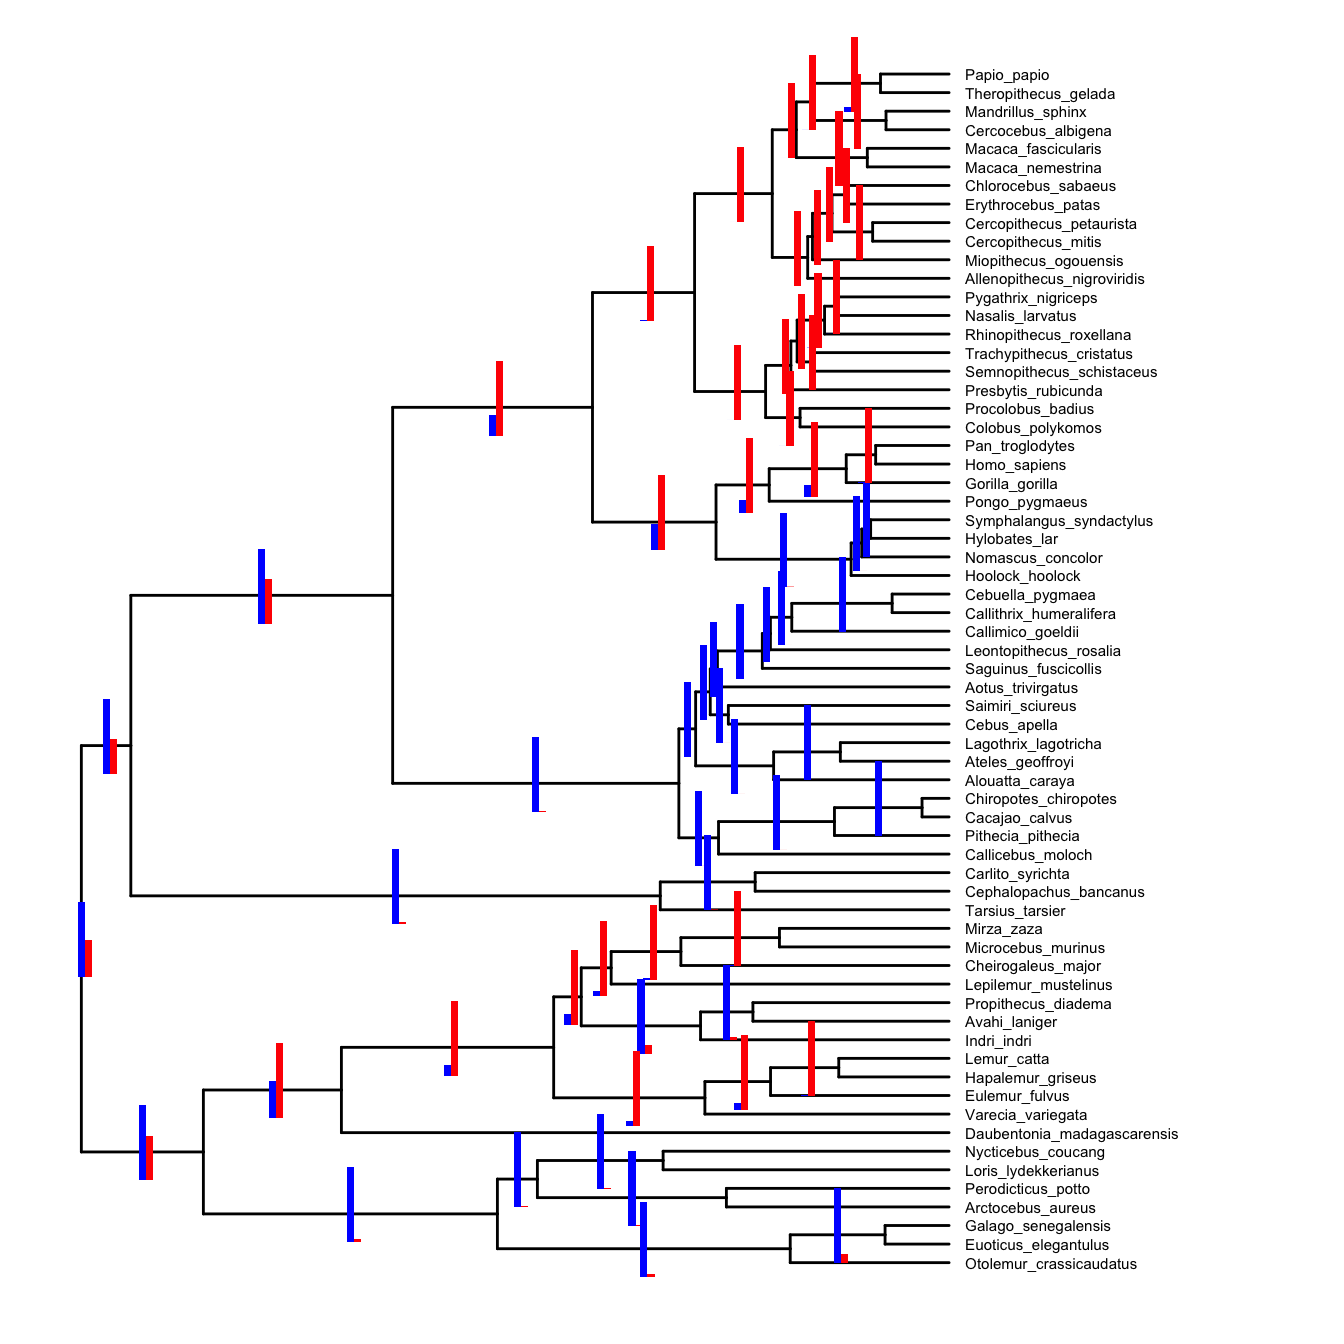 Papio_papio
Theropithecus_gelada
Mandrillus_sphinx
Cercocebus_albigena
Macaca_fascicularis
Macaca_nemestrina
Chlorocebus_sabaeus
Erythrocebus_patas
Cercopithecus_petaurista
Cercopithecus_mitis
Miopithecus_ogouensis
Allenopithecus_nigroviridis
Pygathrix_nigriceps
Nasalis_larvatus
Rhinopithecus_roxellana
Trachypithecus_cristatus
Semnopithecus_schistaceus
Presbytis_rubicunda
Procolobus_badius
Colobus_polykomos
Pan_troglodytes
Homo_sapiens
Gorilla_gorilla
Pongo_pygmaeus
Symphalangus_syndactylus
Hylobates_lar
Nomascus_concolor
Hoolock_hoolock
Cebuella_pygmaea
Callithrix_humeralifera
Callimico_goeldii
Leontopithecus_rosalia
Saguinus_fuscicollis
Aotus_trivirgatus
Saimiri_sciureus
Cebus_apella
Lagothrix_lagotricha
Ateles_geoffroyi
Alouatta_caraya
Chiropotes_chiropotes
Cacajao_calvus
Pithecia_pithecia
Callicebus_moloch
Carlito_syrichta
Cephalopachus_bancanus
Tarsius_tarsier
Mirza_zaza
Microcebus_murinus
Cheirogaleus_major
Lepilemur_mustelinus
Propithecus_diadema
Avahi_laniger
Indri_indri
Lemur_catta
Hapalemur_griseus
Eulemur_fulvus
Varecia_variegata
Daubentonia_madagascarensis
Nycticebus_coucang
Loris_lydekkerianus
Perodicticus_potto
Arctocebus_aureus
Galago_senegalensis
Euoticus_elegantulus
Otolemur_crassicaudatus